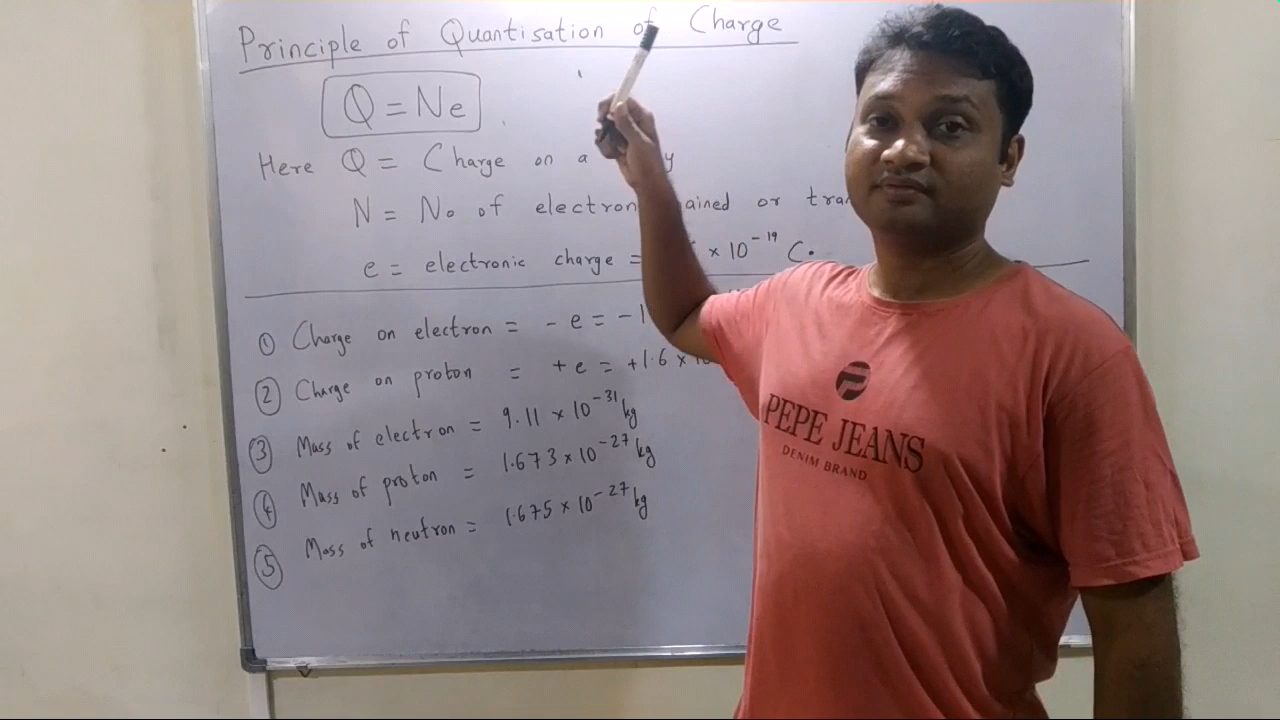 Principle of Quantisation of Charge
Q = Ne
Here Q = Charge on a
N = No of electron or
e = electronic charge = × 10⁻¹⁹ C.
① Charge on electron = - e = -1
② Charge on proton = +e = +1.6 ×
③ Mass of electron = 9.11 × 10⁻³¹ kg
④ Mass of proton = 1.673 × 10⁻²⁷ kg
⑤ Mass of neutron = 1.675 × 10⁻²⁷ kg
PEPE JEANS
DENIM BRAND